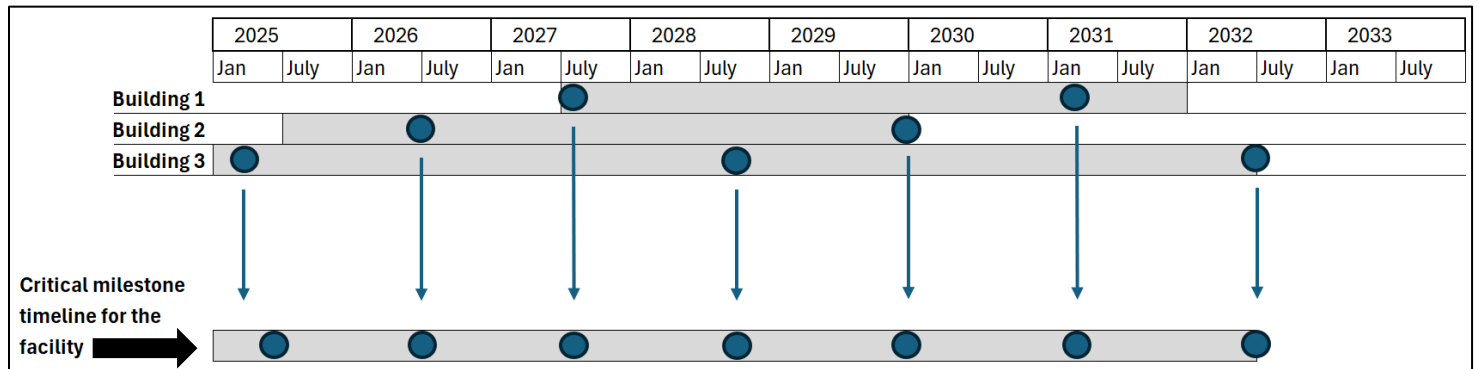 2025 2026 2027 2028 2029 2030 2031 2032 2033
Jan July Jan July Jan July Jan July Jan July Jan July Jan July Jan July Jan July
Building 1
Building 2
Building 3
Critical milestone
timeline for the
facility